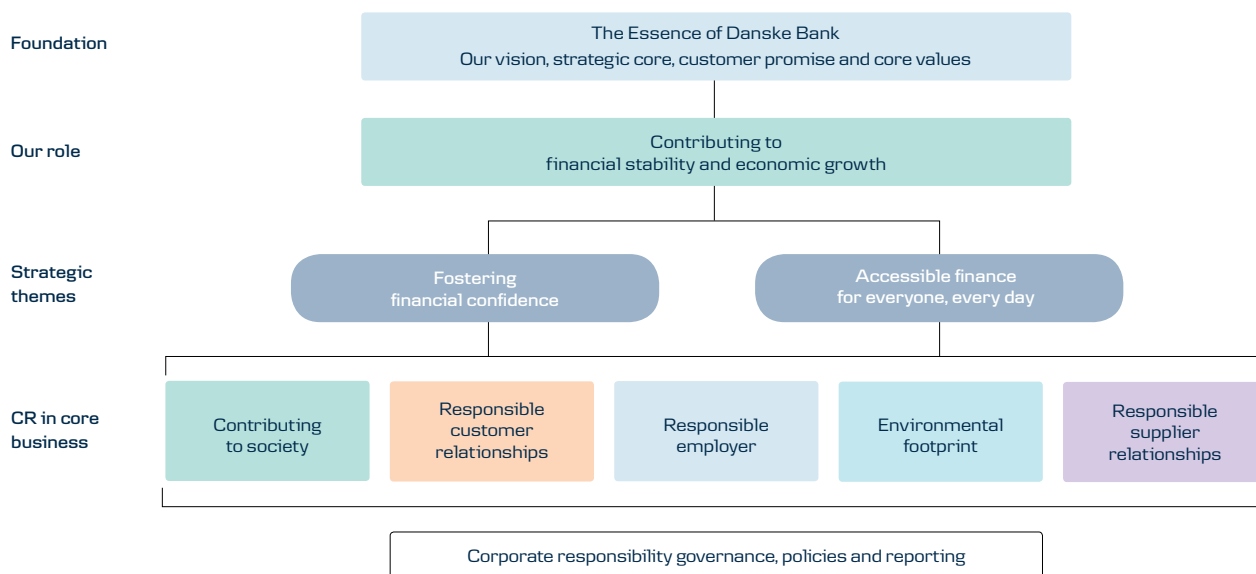 Foundation
The Essence of Danske Bank
Our vision, strategic core, customer promise and core values
Our role
Contributing to
financial stability and economic growth
Strategic
themes
Fostering
financial confidence
Accessible finance
for everyone, every day
CR in core
business
Contributing
to society
Responsible
customer
relationships
Responsible
employer
Environmental
footprint
Responsible
supplier
relationships
Corporate responsibility governance, policies and reporting